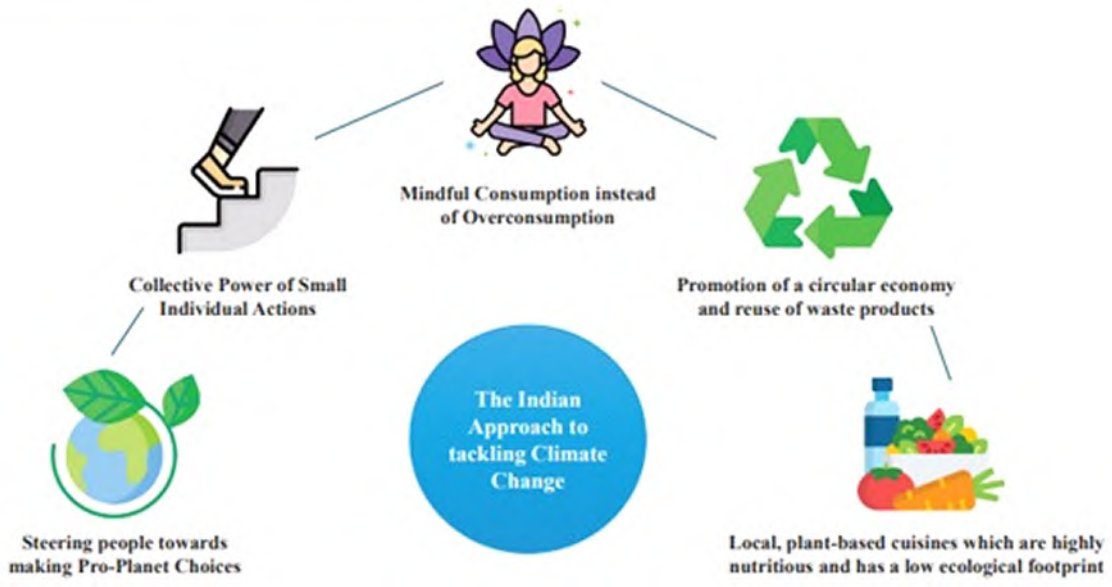 Mindful Consumption instead
of Overconsumption
Collective Power of Small
Individual Actions
Promotion of a circular economy
and reuse of waste products
The Indian
Approach to
tackling Climate
Change
Steering people towards
making Pro-Planet Choices
Local, plant-based cuisines which are highly
nutritious and has a low ecological footprint